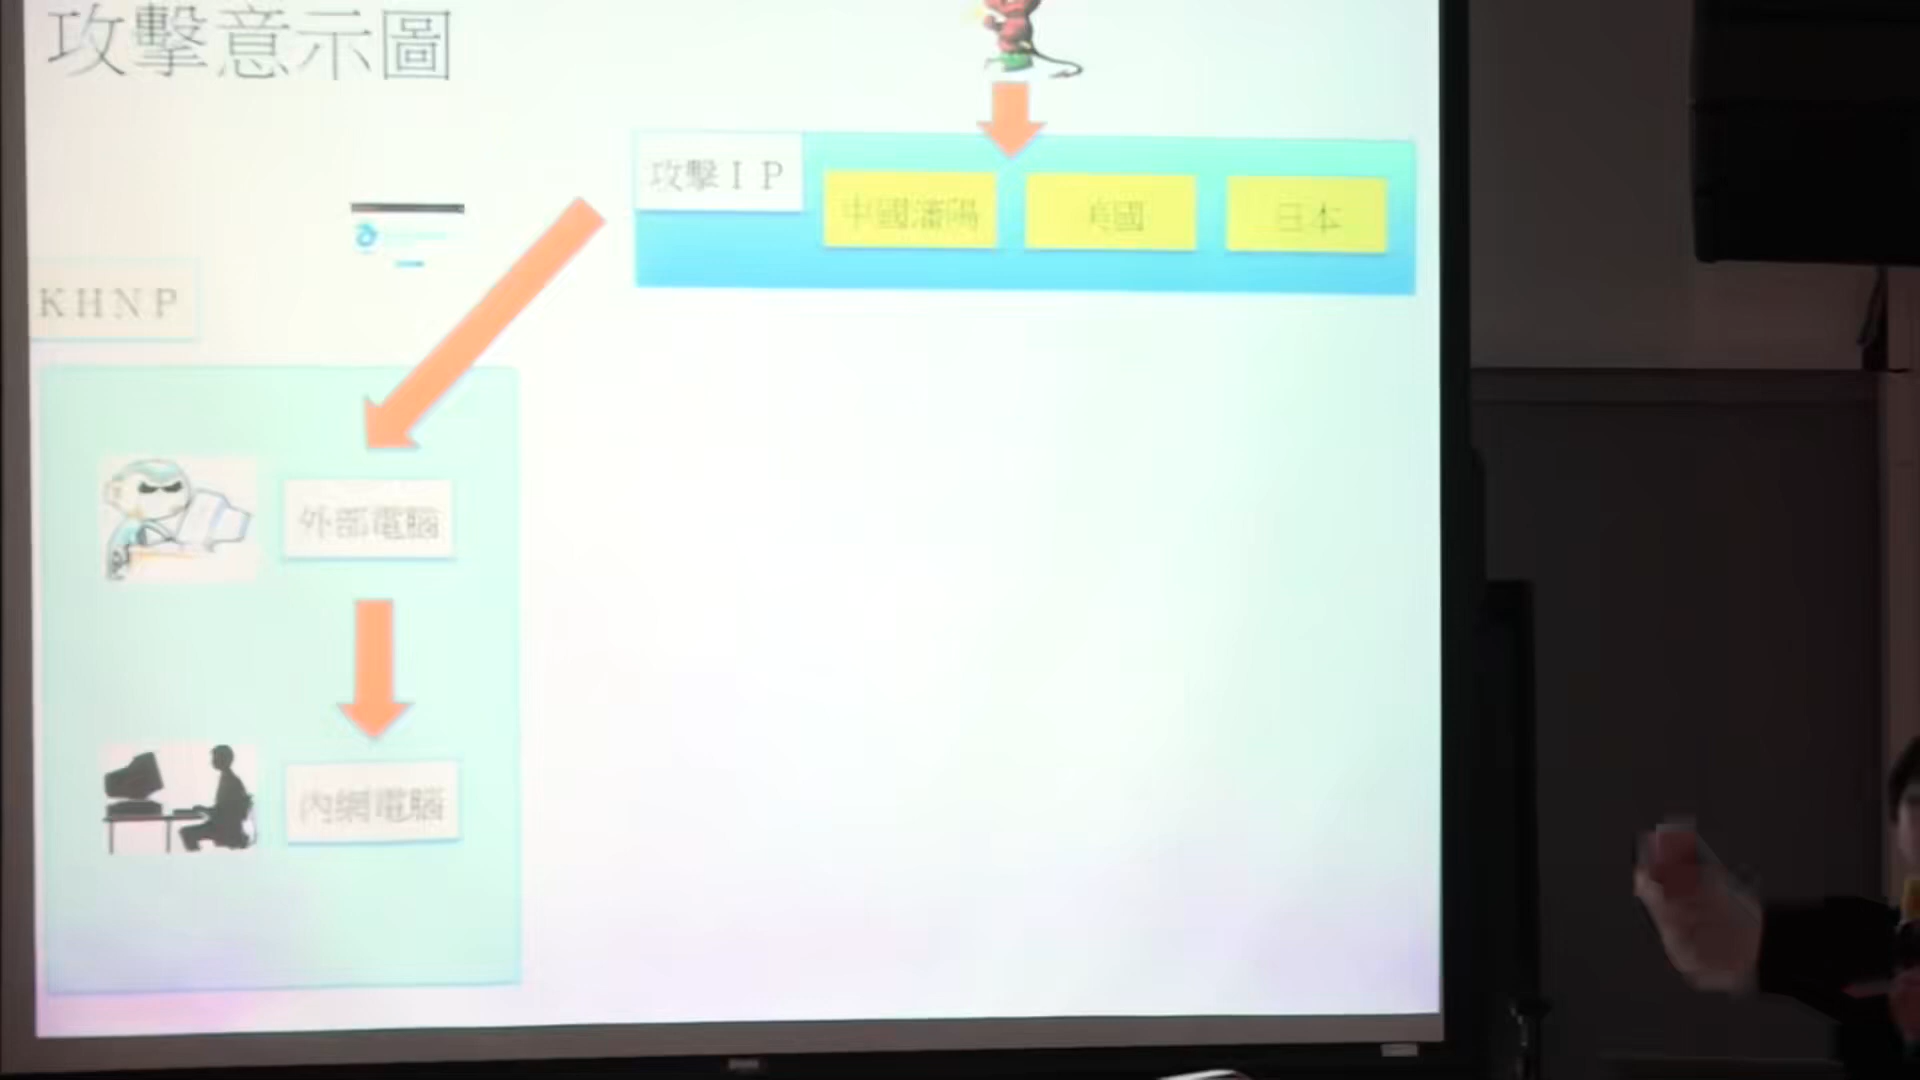 攻擊意示圖
攻擊ＩＰ
中國瀋陽
美國
日本
ＫＨＮＰ
外部電腦
內網電腦